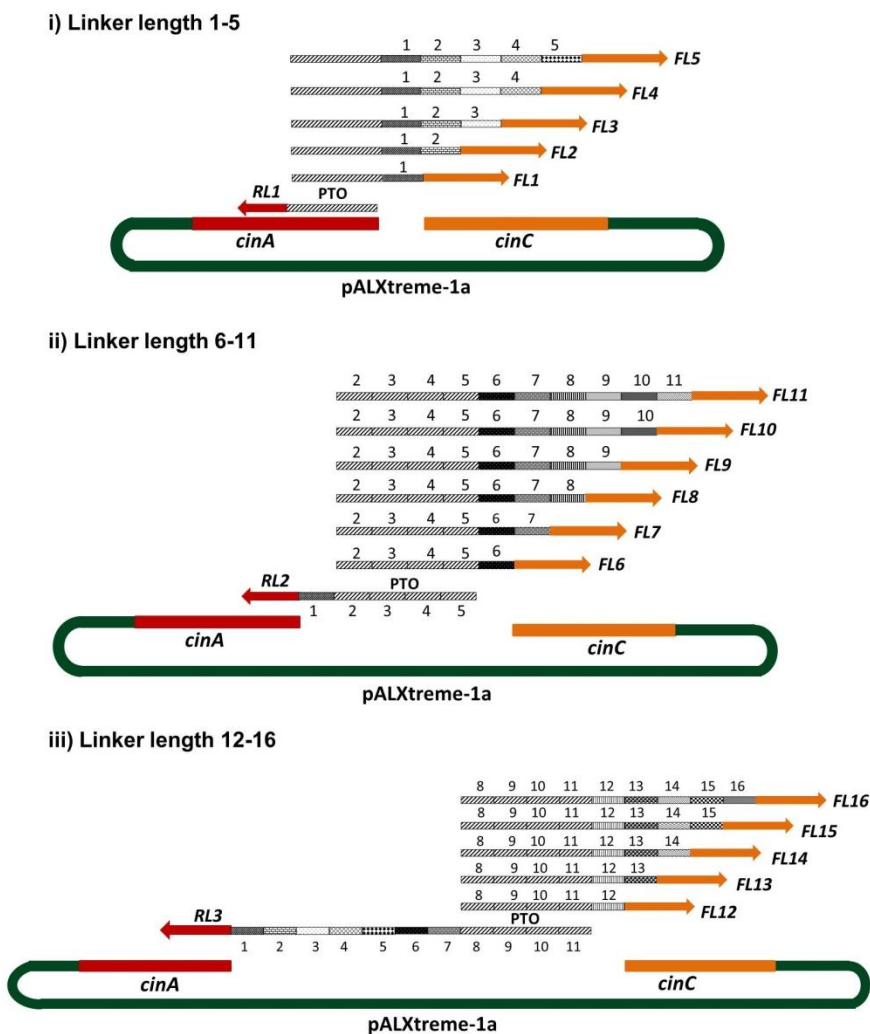 i) Linker length 1-5
1 2 3 4 5
FL5
1 2 3 4
FL4
1 2 3
FL3
1 2
FL2
1
FL1
RL1 PTO
cinA cinC
pALXtreme-1a
ii) Linker length 6-11
2 3 4 5 6 7 8 9 10 11
FL11
2 3 4 5 6 7 8 9 10
FL10
2 3 4 5 6 7 8 9
FL9
2 3 4 5 6 7 8
FL8
2 3 4 5 6 7
FL7
2 3 4 5 6
FL6
RL2 PTO
1 2 3 4 5
cinA cinC
pALXtreme-1a
iii) Linker length 12-16
8 9 10 11 12 13 14 15 16
FL16
8 9 10 11 12 13 14 15
FL15
8 9 10 11 12 13 14
FL14
8 9 10 11 12 13
FL13
8 9 10 11 12
FL12
RL3 PTO
1 2 3 4 5 6 7 8 9 10 11
cinA cinC
pALXtreme-1a